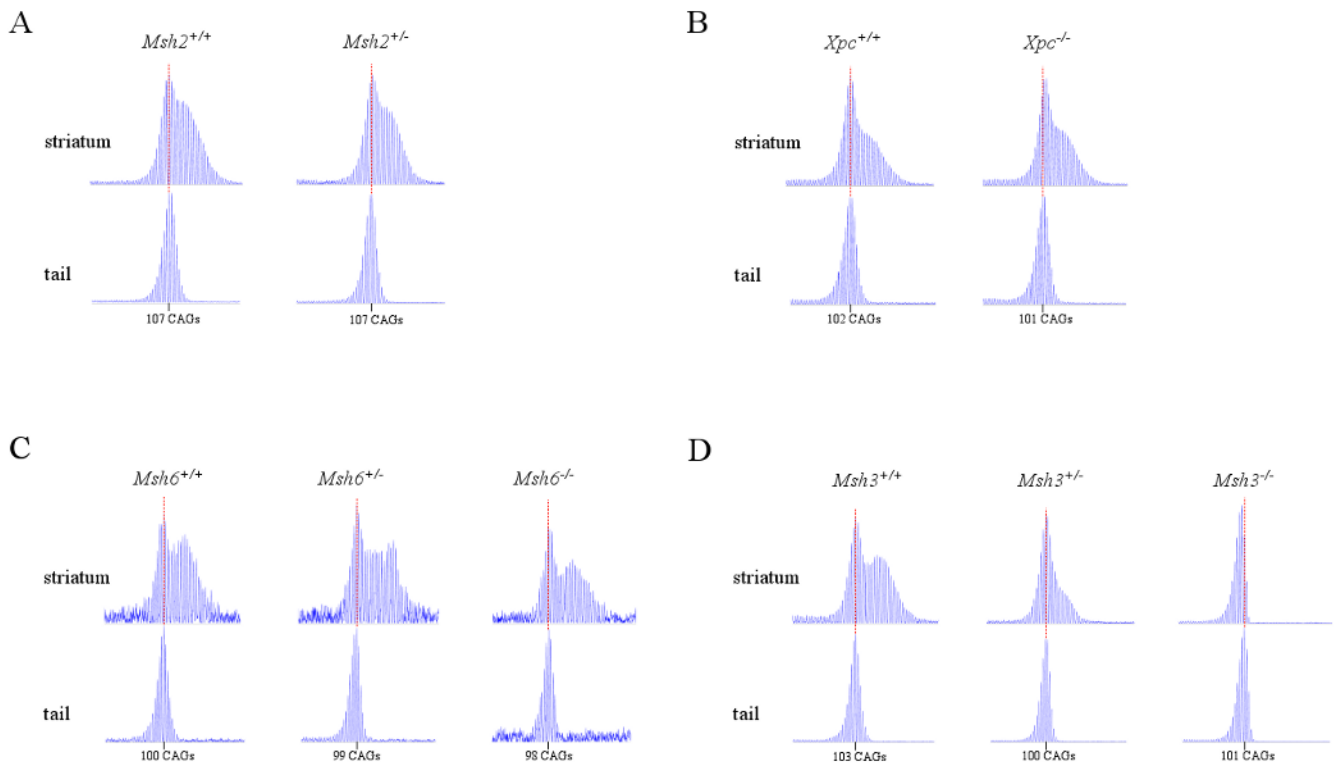 A
Msh2+/+ Msh2+/-
striatum
tail
107 CAGs 107 CAGs
B
Xpc+/+ Xpc-/-
striatum
tail
102 CAGs 101 CAGs
C
Msh6+/+ Msh6+/- Msh6-/-
striatum
tail
100 CAGs 99 CAGs 98 CAGs
D
Msh3+/+ Msh3+/- Msh3-/-
striatum
tail
103 CAGs 100 CAGs 101 CAGs